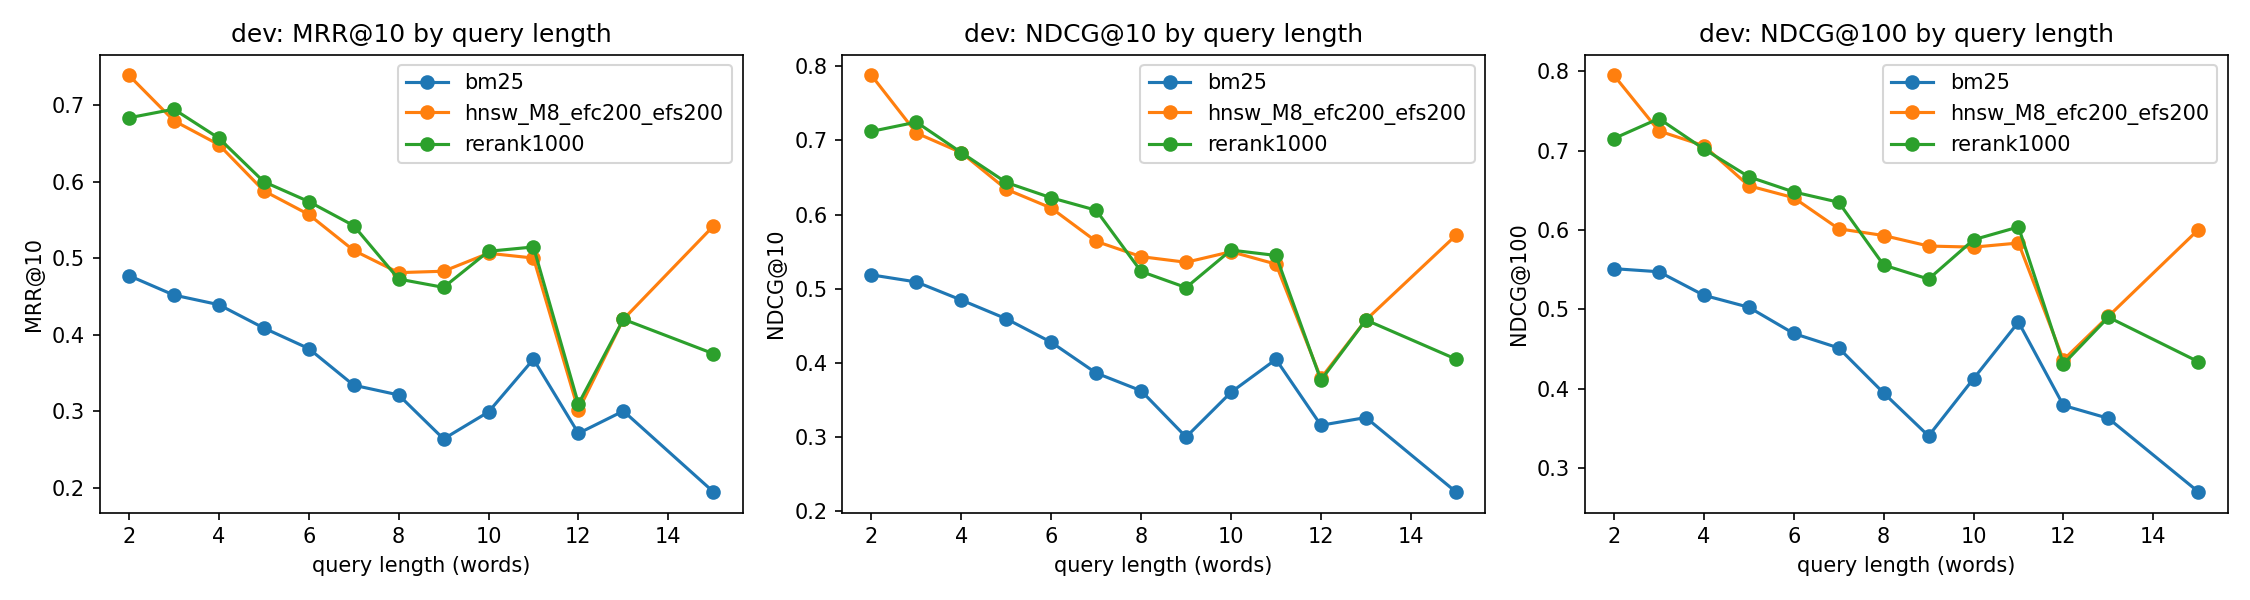 dev: MRR@10 by query length
MRR@10
0.7
0.6
0.5
0.4
0.3
0.2
bm25
hnsw_M8_efc200_efs200
rerank1000
2 4 6 8 10 12 14
query length (words)
dev: NDCG@10 by query length
NDCG@10
0.8
0.7
0.6
0.5
0.4
0.3
0.2
bm25
hnsw_M8_efc200_efs200
rerank1000
2 4 6 8 10 12 14
query length (words)
dev: NDCG@100 by query length
NDCG@100
0.8
0.7
0.6
0.5
0.4
0.3
bm25
hnsw_M8_efc200_efs200
rerank1000
2 4 6 8 10 12 14
query length (words)